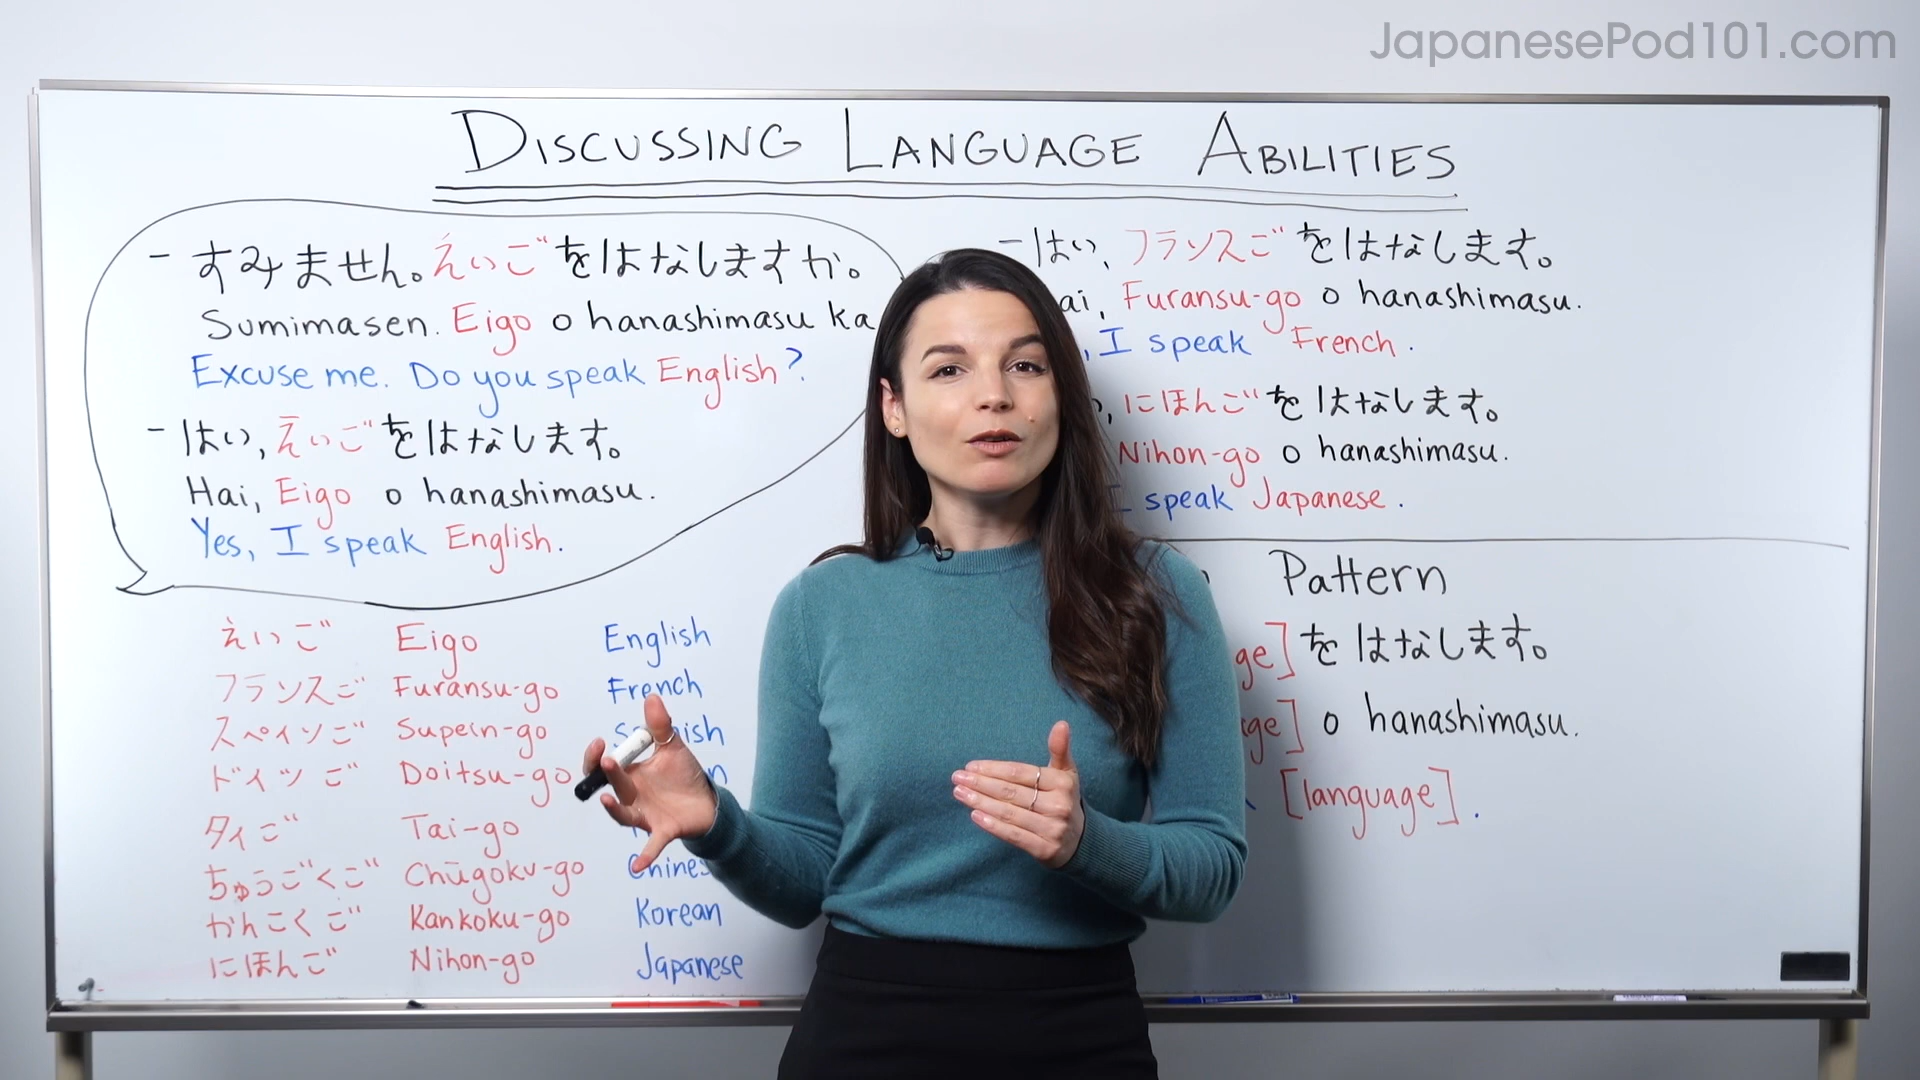 JapanesePod101.com
DISCUSSING LANGUAGE ABILITIES
- すみません。えいごをはなしますか。
Sumimasen. Eigo o hanashimasu ka
Excuse me. Do you speak English?
- はい, えいごをはなします。
Hai, Eigo o hanashimasu.
Yes, I speak English.
- はい, フランスごをはなします。
ai, Furansu-go o hanashimasu.
, I speak French.
, にほんごをはなします。
Nihon-go o hanashimasu.
I speak Japanese.
えいご Eigo English
フランスご Furansu-go French
スペインご Supein-go
ドイツご Doitsu-go
タイご Tai-go
ちゅうごくご Chūgoku-go Chines
かんこくご Kankoku-go Korean
にほんご Nihon-go Japanese
Pattern
ge] をはなします。
ge] o hanashimasu.
[language].